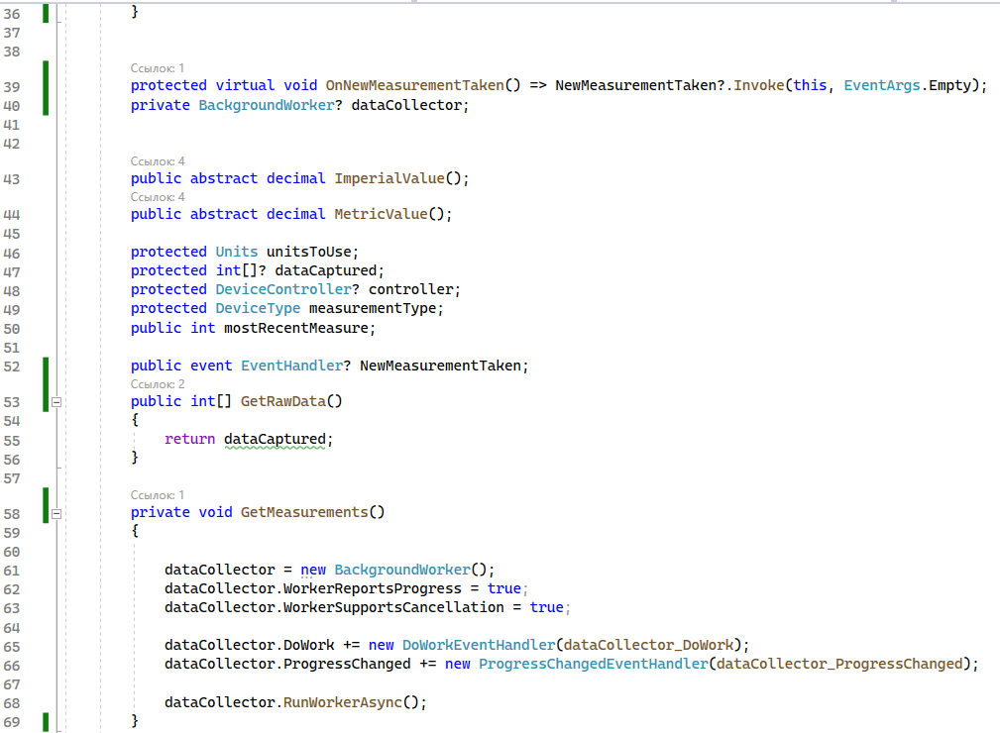 36 }
37
38
Ссылок: 1
39 protected virtual void OnNewMeasurementTaken() => NewMeasurementTaken?.Invoke(this, EventArgs.Empty);
40 private BackgroundWorker? dataCollector;
41
42
Ссылок: 4
43 public abstract decimal ImperialValue();
Ссылок: 4
44 public abstract decimal MetricValue();
45
46 protected Units unitsToUse;
47 protected int[]? dataCaptured;
48 protected DeviceController? controller;
49 protected DeviceType measurementType;
50 public int mostRecentMeasure;
51
52 public event EventHandler? NewMeasurementTaken;
Ссылок: 2
53 public int[] GetRawData()
54 {
55 return dataCaptured;
56 }
57
Ссылок: 1
58 private void GetMeasurements()
59 {
60
61 dataCollector = new BackgroundWorker();
62 dataCollector.WorkerReportsProgress = true;
63 dataCollector.WorkerSupportsCancellation = true;
64
65 dataCollector.DoWork += new DoWorkEventHandler(dataCollector_DoWork);
66 dataCollector.ProgressChanged += new ProgressChangedEventHandler(dataCollector_ProgressChanged);
67
68 dataCollector.RunWorkerAsync();
69 }